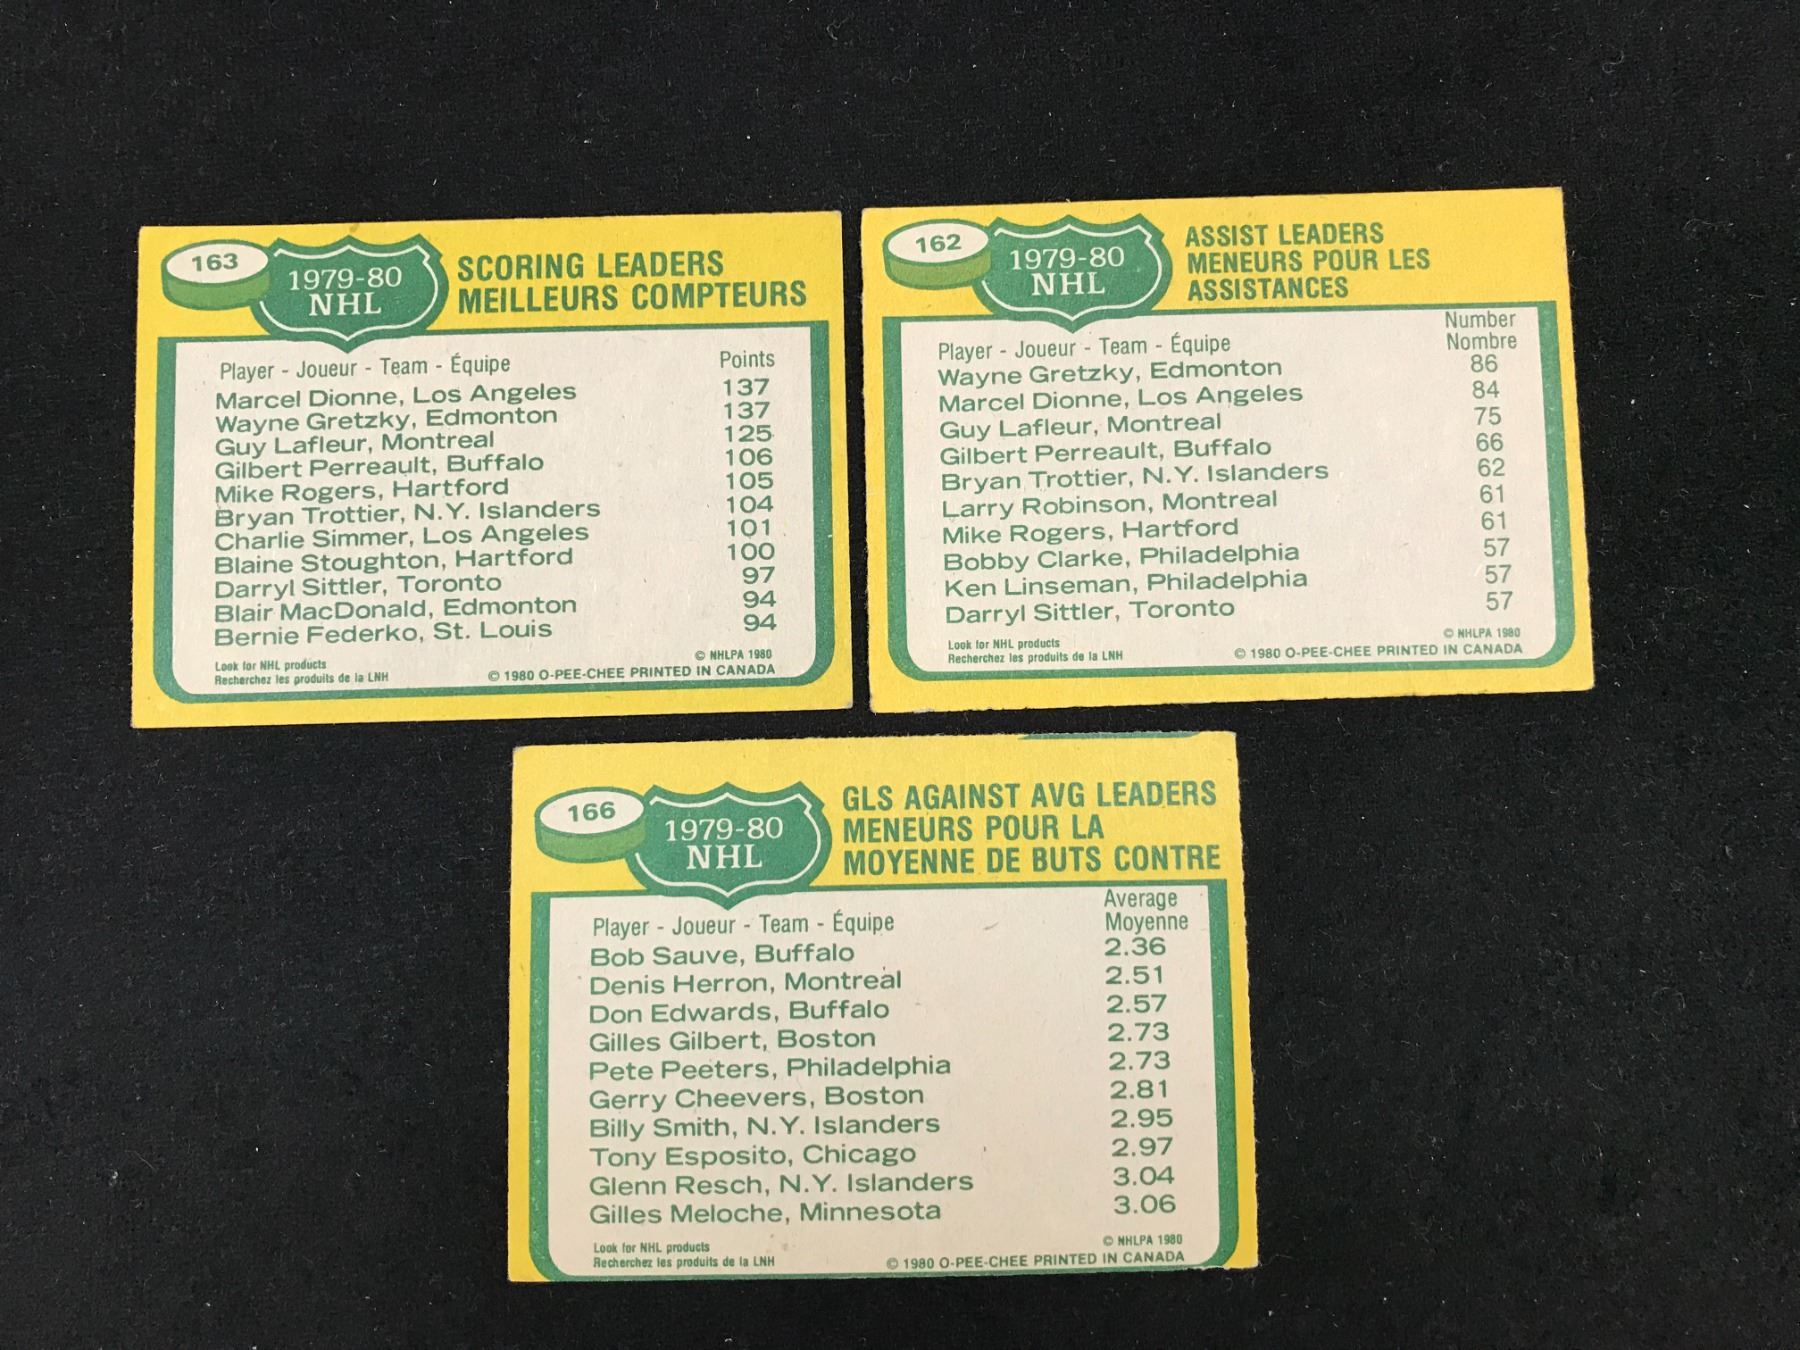 163
1979-80
NHL
SCORING LEADERS
MEILLEURS COMPTEURS
Player - Joueur - Team - Équipe Points
Marcel Dionne, Los Angeles 137
Wayne Gretzky, Edmonton 137
Guy Lafleur, Montreal 125
Gilbert Perreault, Buffalo 106
Mike Rogers, Hartford 105
Bryan Trottier, N.Y. Islanders 104
Charlie Simmer, Los Angeles 101
Blaine Stoughton, Hartford 100
Darryl Sittler, Toronto 97
Blair MacDonald, Edmonton 94
Bernie Federko, St. Louis 94
Look for NHL products © NHLPA 1980
Recherchez les produits de la LNH © 1980 O-PEE-CHEE PRINTED IN CANADA
162
1979-80
NHL
ASSIST LEADERS
MENEURS POUR LES
ASSISTANCES
Number
Player - Joueur - Team - Équipe Nombre
Wayne Gretzky, Edmonton 86
Marcel Dionne, Los Angeles 84
Guy Lafleur, Montreal 75
Gilbert Perreault, Buffalo 66
Bryan Trottier, N.Y. Islanders 62
Larry Robinson, Montreal 61
Mike Rogers, Hartford 61
Bobby Clarke, Philadelphia 57
Ken Linseman, Philadelphia 57
Darryl Sittler, Toronto 57
Look for NHL products © NHLPA 1980
Recherchez les produits de la LNH © 1980 O-PEE-CHEE PRINTED IN CANADA
166
1979-80
NHL
GLS AGAINST AVG LEADERS
MENEURS POUR LA
MOYENNE DE BUTS CONTRE
Average
Player - Joueur - Team - Équipe Moyenne
Bob Sauve, Buffalo 2.36
Denis Herron, Montreal 2.51
Don Edwards, Buffalo 2.57
Gilles Gilbert, Boston 2.73
Pete Peeters, Philadelphia 2.73
Gerry Cheevers, Boston 2.81
Billy Smith, N.Y. Islanders 2.95
Tony Esposito, Chicago 2.97
Glenn Resch, N.Y. Islanders 3.04
Gilles Meloche, Minnesota 3.06
Look for NHL products © NHLPA 1980
Recherchez les produits de la LNH © 1980 O-PEE-CHEE PRINTED IN CANADA